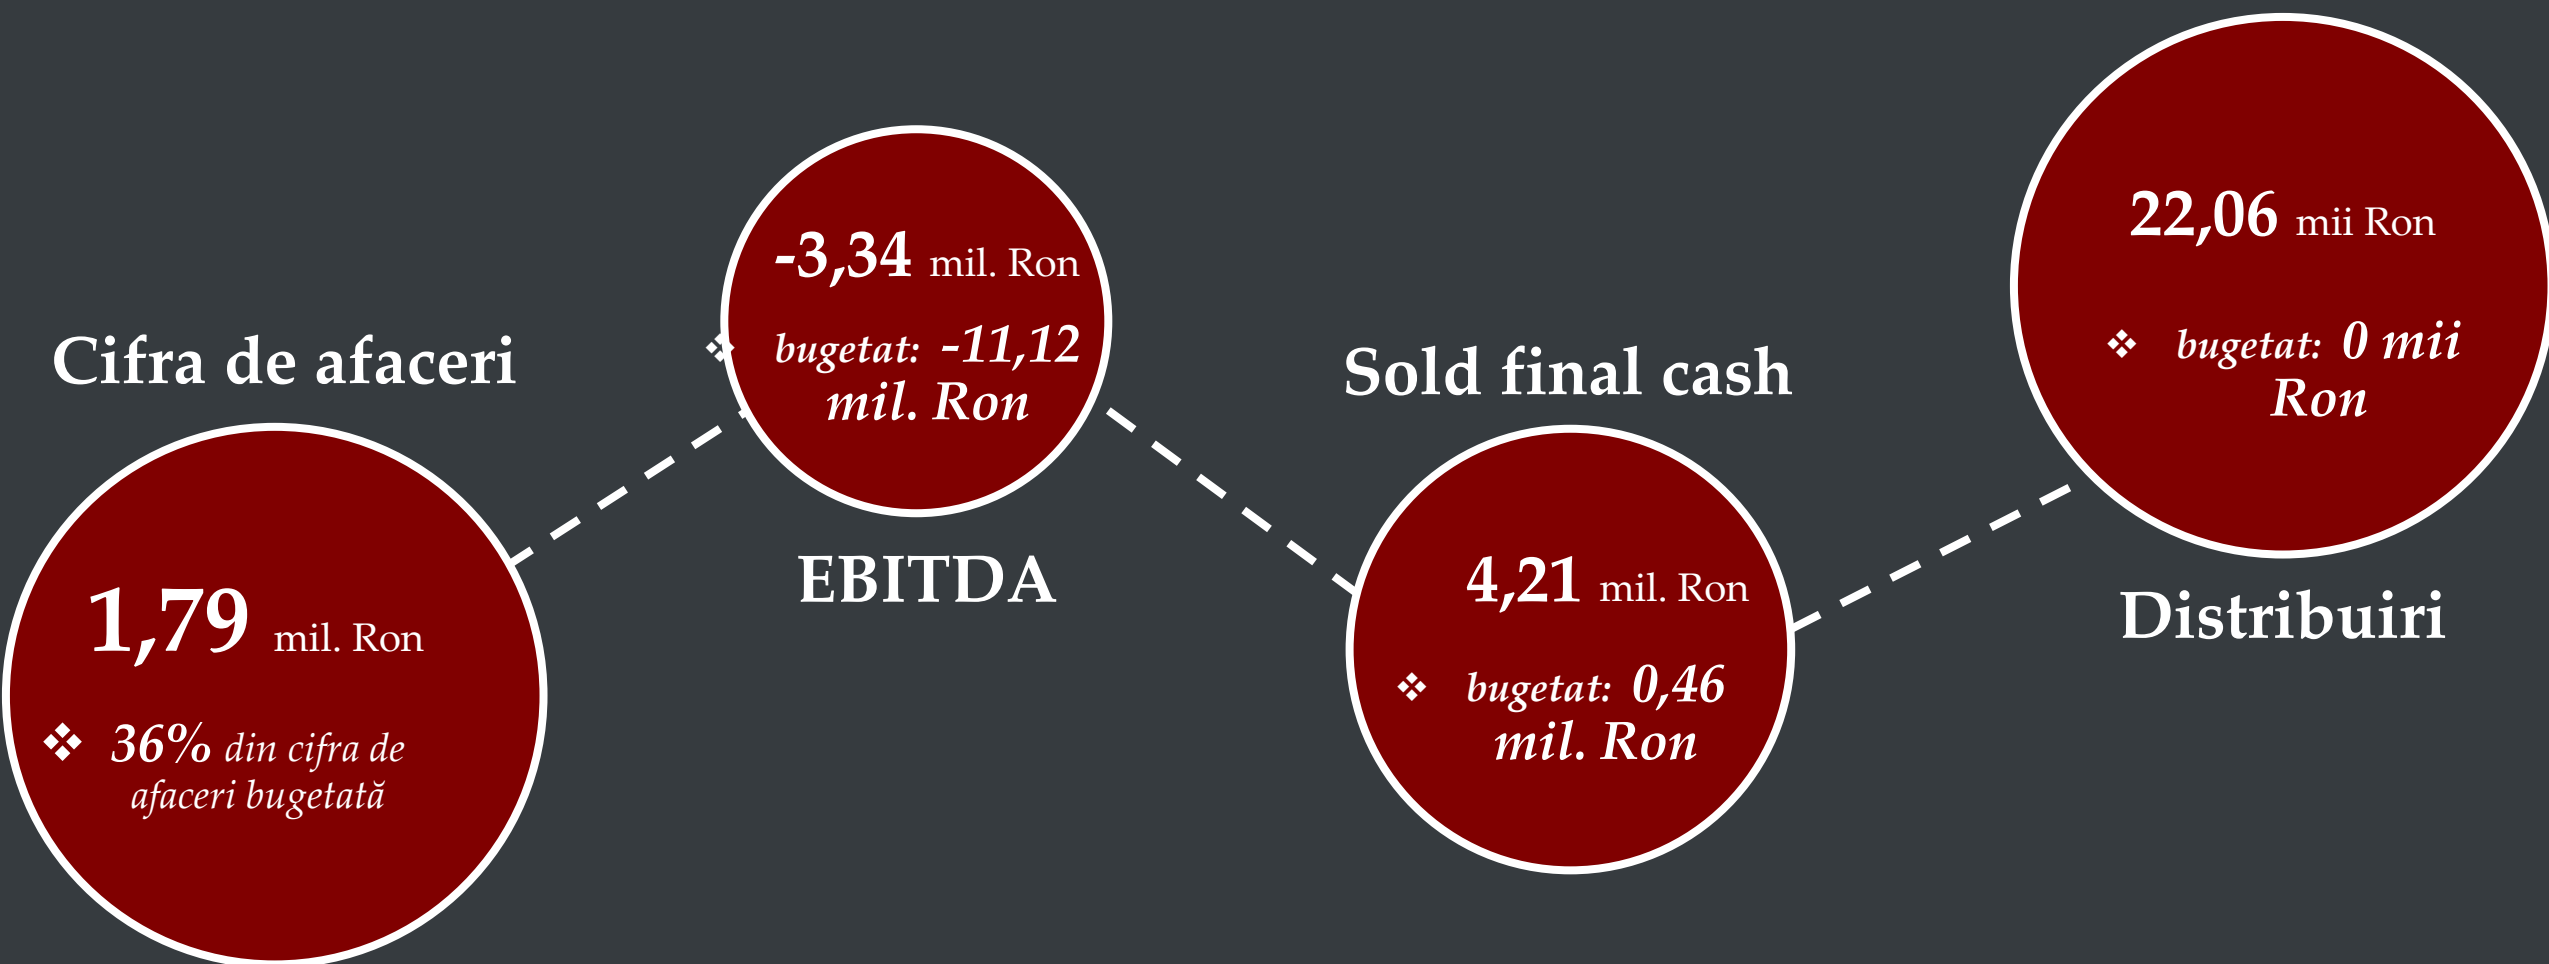 Cifra de afaceri
1,79 mil. Ron
❖ 36% din cifra de
afaceri bugetată
-3,34 mil. Ron
❖ bugetat: -11,12
mil. Ron
EBITDA
Sold final cash
4,21 mil. Ron
❖ bugetat: 0,46
mil. Ron
22,06 mii Ron
❖ bugetat: 0 mii
Ron
Distribuiri